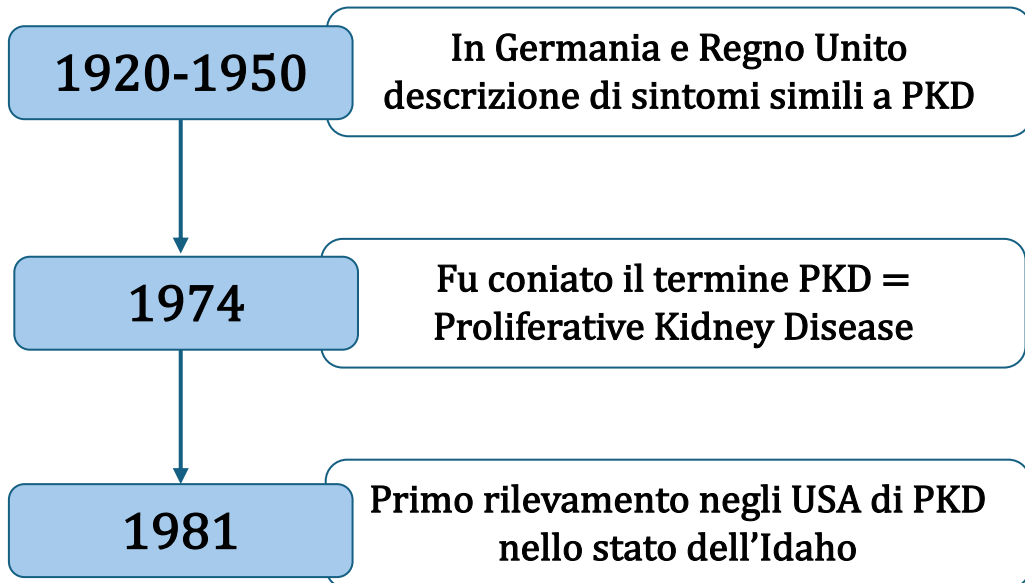 1920-1950
In Germania e Regno Unito
descrizione di sintomi simili a PKD
1974
Fu coniato il termine PKD =
Proliferative Kidney Disease
1981
Primo rilevamento negli USA di PKD
nello stato dell’Idaho